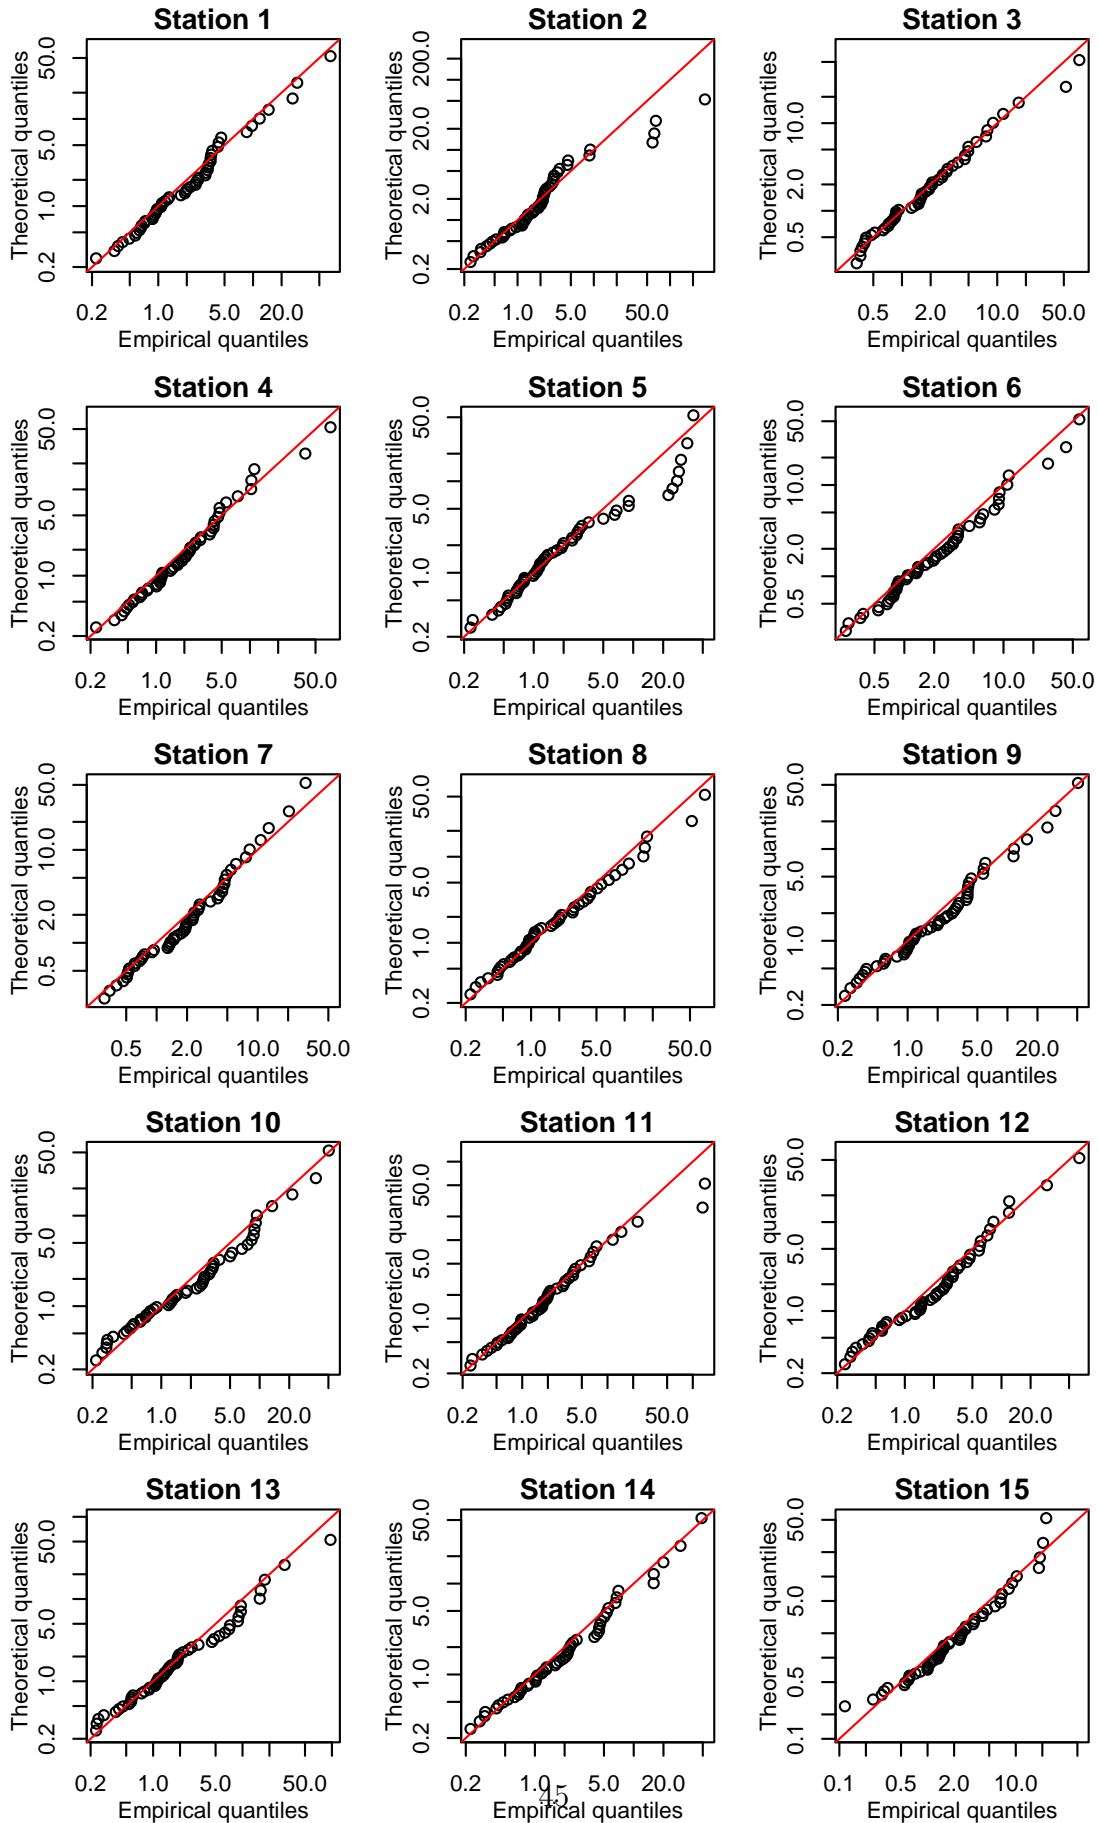 Station 1
Station 2
Station 3
Theoretical quantiles
0.2 1.0 5.0 50.0
0.2 1.0 5.0 20.0
Empirical quantiles
Theoretical quantiles
0.2 2.0 20.0 200.0
0.2 1.0 5.0 50.0
Empirical quantiles
Theoretical quantiles
0.5 2.0 10.0
0.5 2.0 10.0 50.0
Empirical quantiles
Station 4
Station 5
Station 6
Theoretical quantiles
0.2 1.0 5.0 50.0
0.2 1.0 5.0 50.0
Empirical quantiles
Theoretical quantiles
0.2 1.0 5.0 50.0
0.2 1.0 5.0 20.0
Empirical quantiles
Theoretical quantiles
0.5 2.0 10.0 50.0
0.5 2.0 10.0 50.0
Empirical quantiles
Station 7
Station 8
Station 9
Theoretical quantiles
0.5 2.0 10.0 50.0
0.5 2.0 10.0 50.0
Empirical quantiles
Theoretical quantiles
0.2 1.0 5.0 50.0
0.2 1.0 5.0 50.0
Empirical quantiles
Theoretical quantiles
0.2 1.0 5.0 50.0
0.2 1.0 5.0 20.0
Empirical quantiles
Station 10
Station 11
Station 12
Theoretical quantiles
0.2 1.0 5.0 50.0
0.2 1.0 5.0 20.0
Empirical quantiles
Theoretical quantiles
0.2 1.0 5.0 50.0
0.2 1.0 5.0 50.0
Empirical quantiles
Theoretical quantiles
0.2 1.0 5.0 50.0
0.2 1.0 5.0 20.0
Empirical quantiles
Station 13
Station 14
Station 15
Theoretical quantiles
0.2 1.0 5.0 50.0
0.2 1.0 5.0 50.0
Empirical quantiles
Theoretical quantiles
0.2 1.0 5.0 50.0
0.2 1.0 5.0 20.0
Empirical quantiles
Theoretical quantiles
0.1 0.5 5.0 50.0
0.1 0.5 2.0 10.0
Empirical quantiles
45